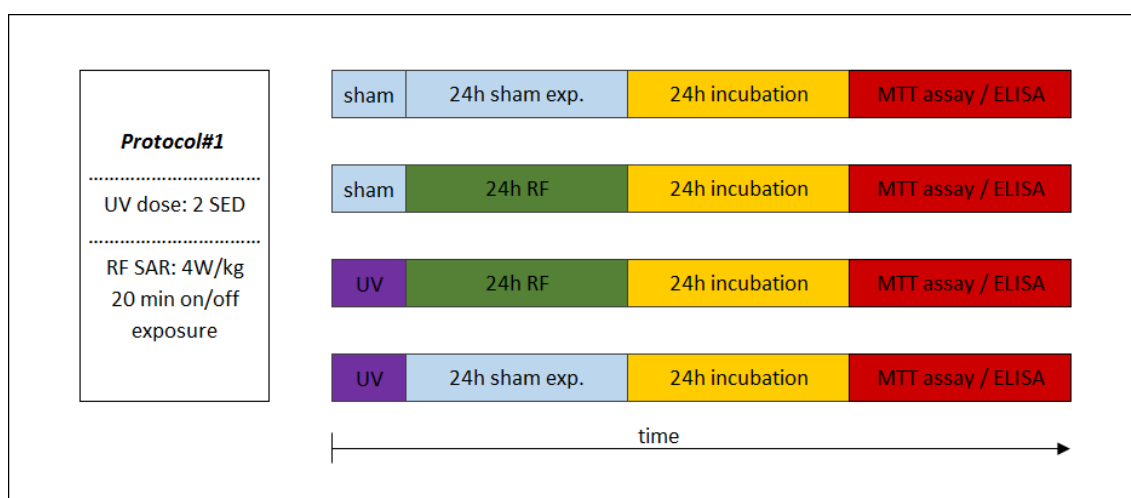 Protocol#1
....................................
UV dose: 2 SED
....................................
RF SAR: 4W/kg
20 min on/off
exposure
sham 24h sham exp. 24h incubation MTT assay / ELISA
sham 24h RF 24h incubation MTT assay / ELISA
UV 24h RF 24h incubation MTT assay / ELISA
UV 24h sham exp. 24h incubation MTT assay / ELISA
time